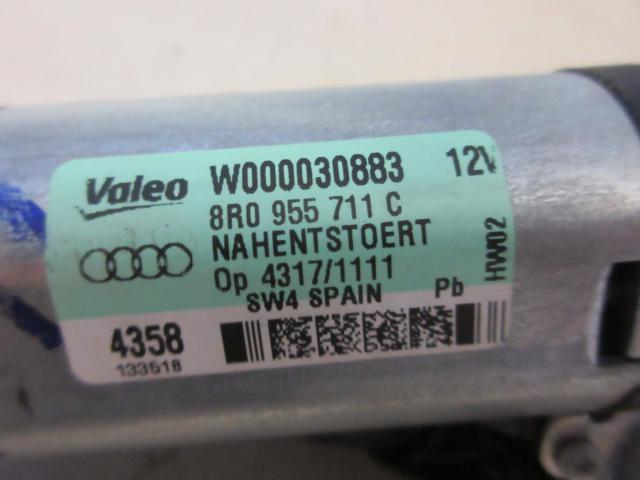 Valeo W000030883 12V
8R0 955 711 C
NAHENTSTOERT
Op 4317/1111
HW02
SW4 SPAIN Pb
4358
133518